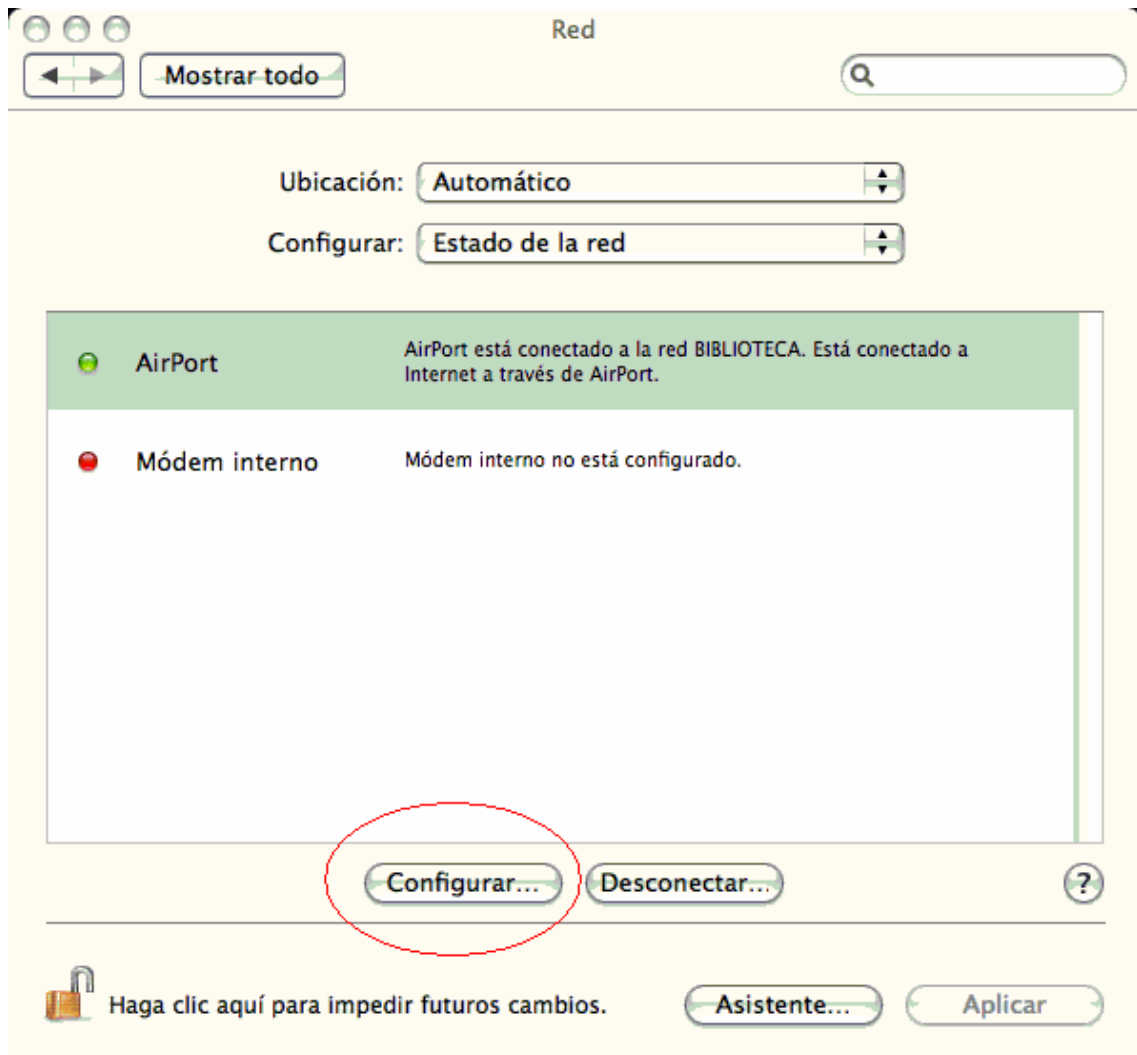 Red
Mostrar todo
Ubicación: Automático
Configurar: Estado de la red
AirPort
AirPort está conectado a la red BIBLIOTECA. Está conectado a
Internet a través de AirPort.
Módem interno
Módem interno no está configurado.
Configurar... Desconectar... ?
Haga clic aquí para impedir futuros cambios. Asistente... Aplicar